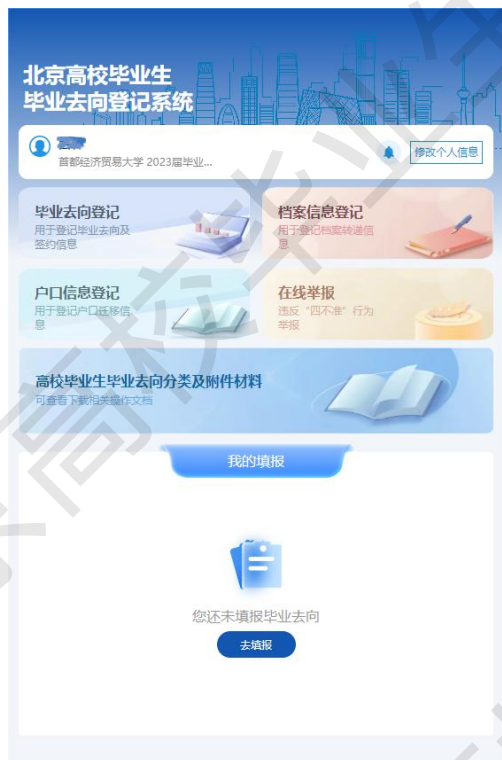 北京高校毕业生
毕业去向登记系统
首都经济贸易大学 2023届毕业...
修改个人信息
毕业去向登记
用于登记毕业去向及
签约信息
档案信息登记
用于登记档案转递信
息
户口信息登记
用于登记户口迁移信
息
在线举报
违反“四不准”行为
举报
高校毕业生毕业去向分类及附件材料
可查看下载相关操作文档
我的填报
您还未填报毕业去向
去填报